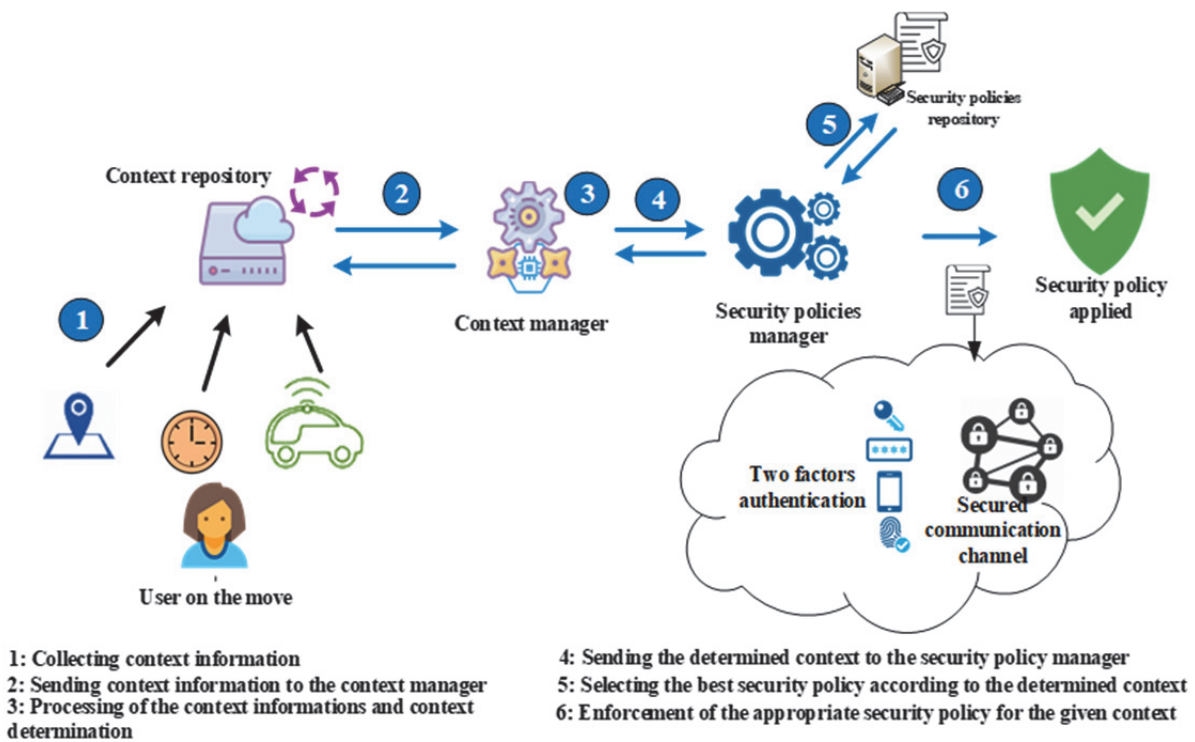 Security policies
repository
5
Context repository
2
3
4
6
1
Context manager
Security policies
manager
Security policy
applied
****
Two factors
authentication
Secured
communication
channel
User on the move
1: Collecting context information
2: Sending context information to the context manager
3: Processing of the context informations and context
determination
4: Sending the determined context to the security policy manager
5: Selecting the best security policy according to the determined context
6: Enforcement of the appropriate security policy for the given context